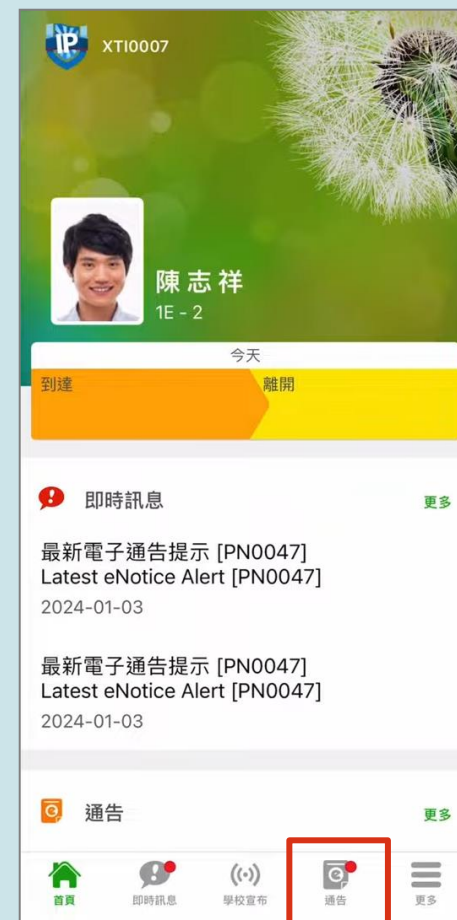 IP
XTI0007
陳志祥
1E - 2
今天
到達
離開
即時訊息
更多
最新電子通告提示 [PN0047]
Latest eNotice Alert [PN0047]
2024-01-03
最新電子通告提示 [PN0047]
Latest eNotice Alert [PN0047]
2024-01-03
通告
更多
首頁
即時訊息
學校宣布
通告
更多